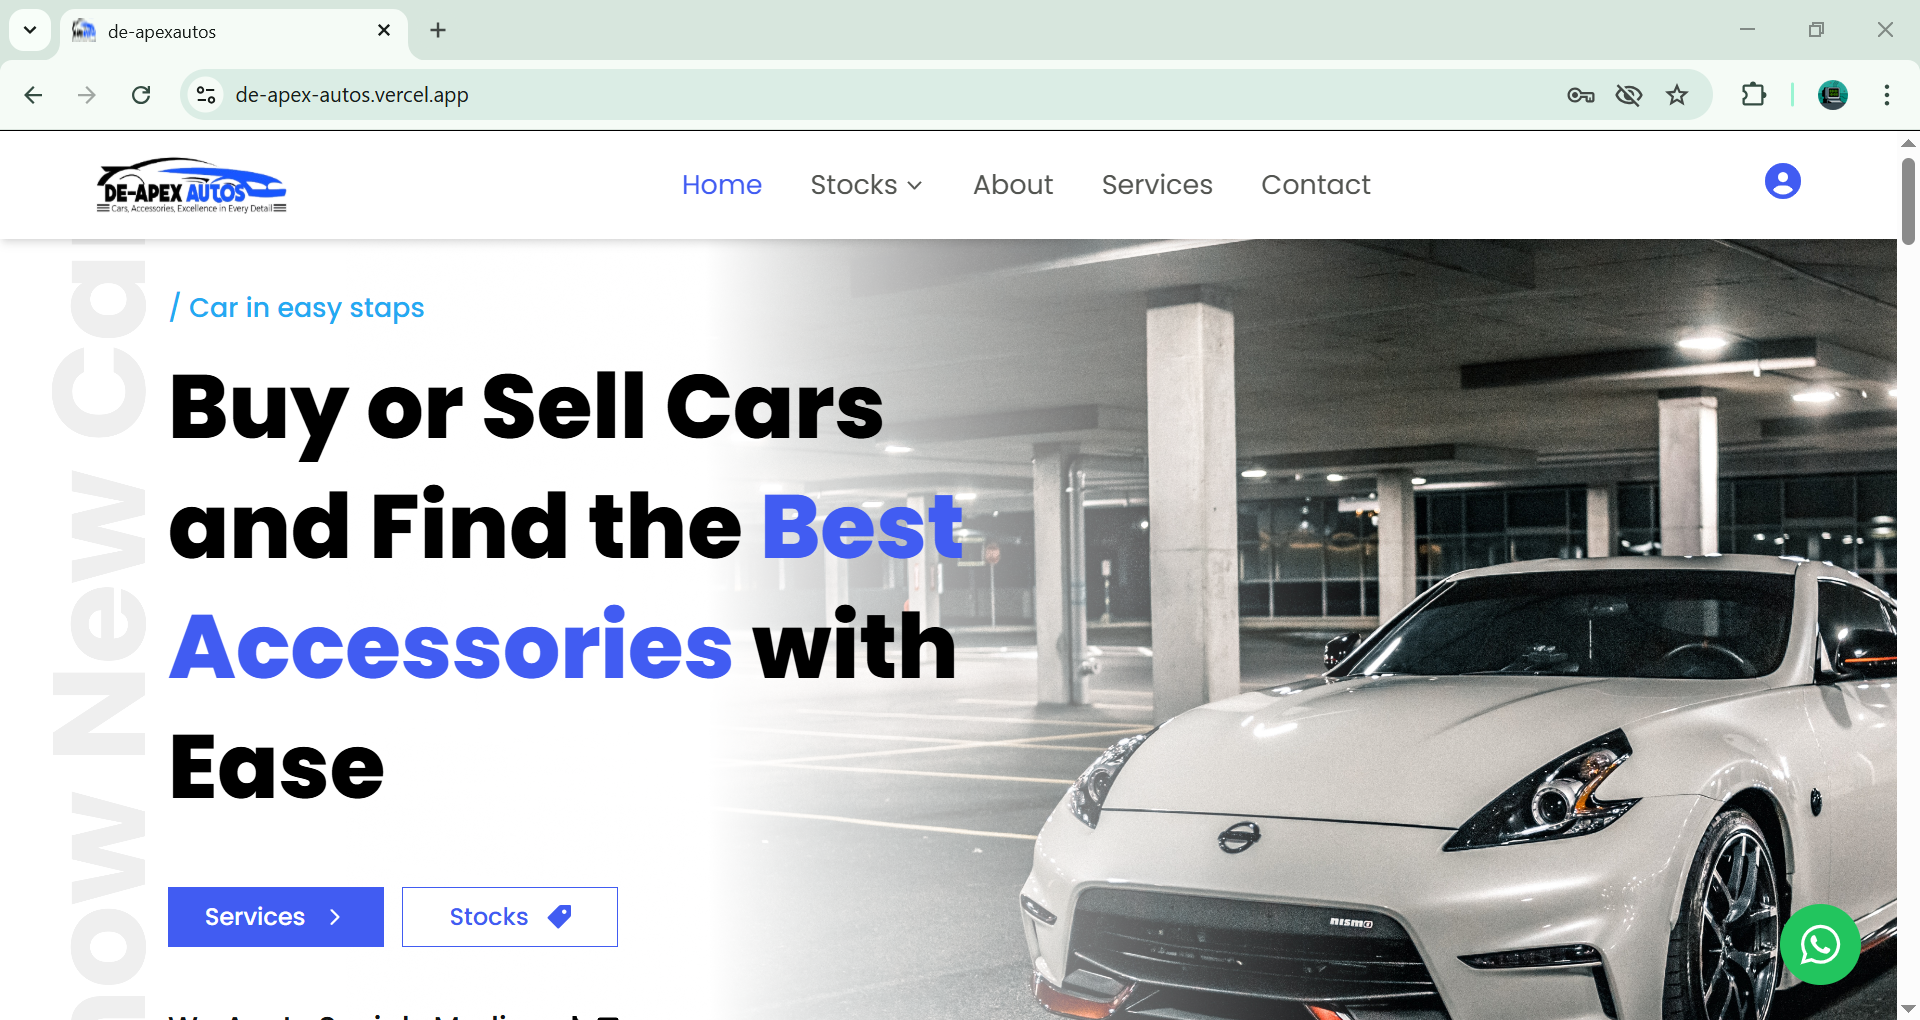 de-apexautos
de-apex-autos.vercel.app
DE-APEX AUTOS
Cars, Accessories, Excellence in Every Detail
Home Stocks About Services Contact
/ Car in easy staps
Buy or Sell Cars
and Find the Best
Accessories with
Ease
Services
Stocks
now New Ca
nismo